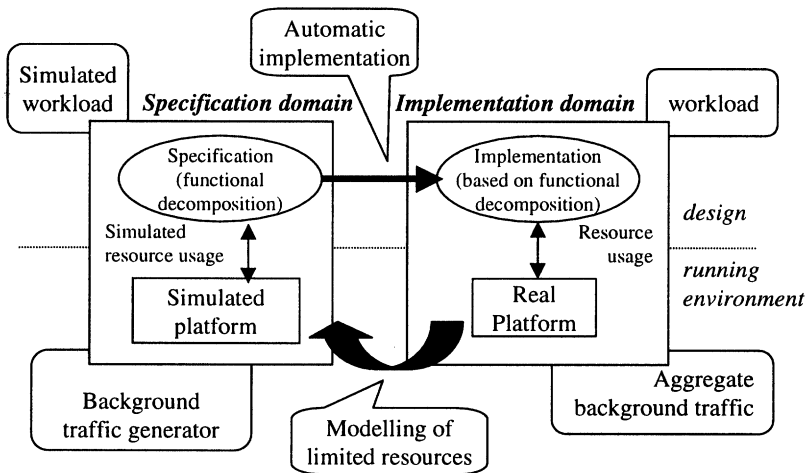 Automatic
implementation
Simulated
workload
Specification domain
Implementation domain
workload
Specification
(functional
decomposition)
Implementation
(based on functional
decomposition)
design
Simulated
resource usage
Resource
usage
running
environment
Simulated
platform
Real
Platform
Background
traffic generator
Modelling of
limited resources
Aggregate
background traffic